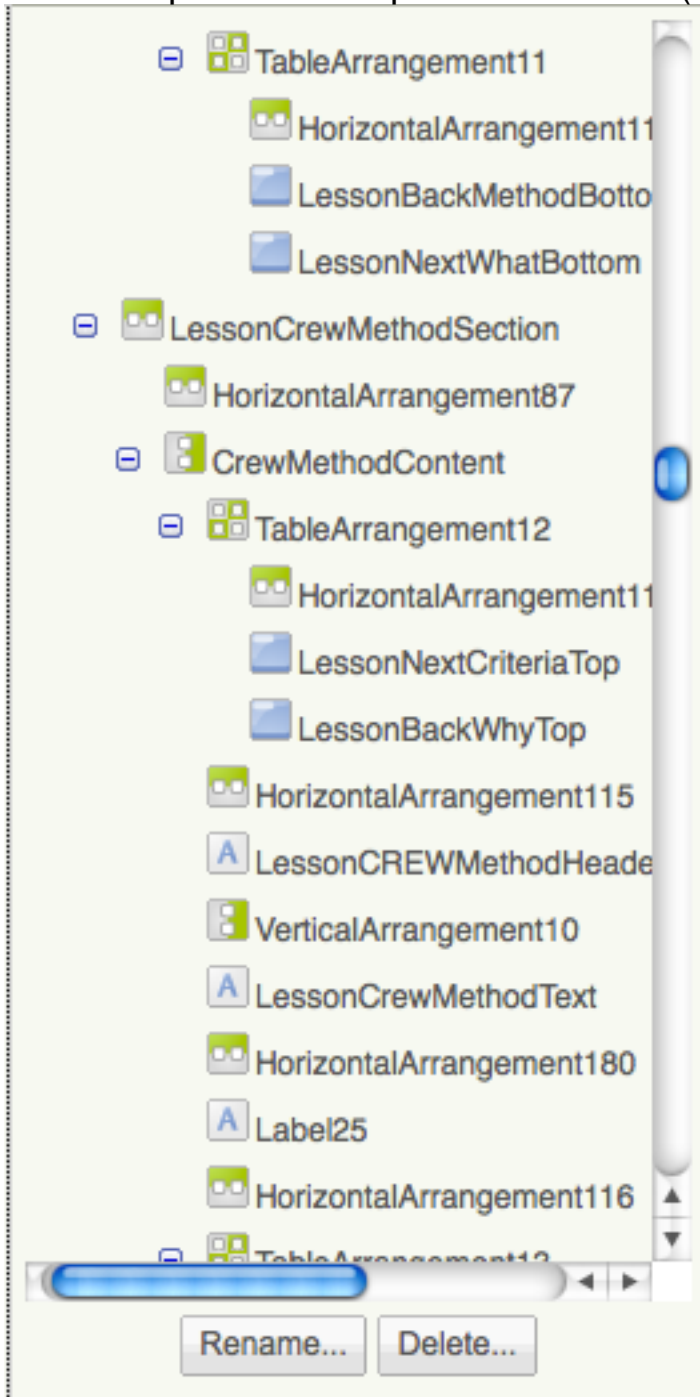 TableArrangement11
HorizontalArrangement11
LessonBackMethodBotto
LessonNextWhatBottom
LessonCrewMethodSection
HorizontalArrangement87
CrewMethodContent
TableArrangement12
HorizontalArrangement11
LessonNextCriteriaTop
LessonBackWhyTop
HorizontalArrangement115
A LessonCREWMethodHeade
VerticalArrangement10
A LessonCrewMethodText
HorizontalArrangement180
A Label25
HorizontalArrangement116
TableArrangement13
Rename... Delete...